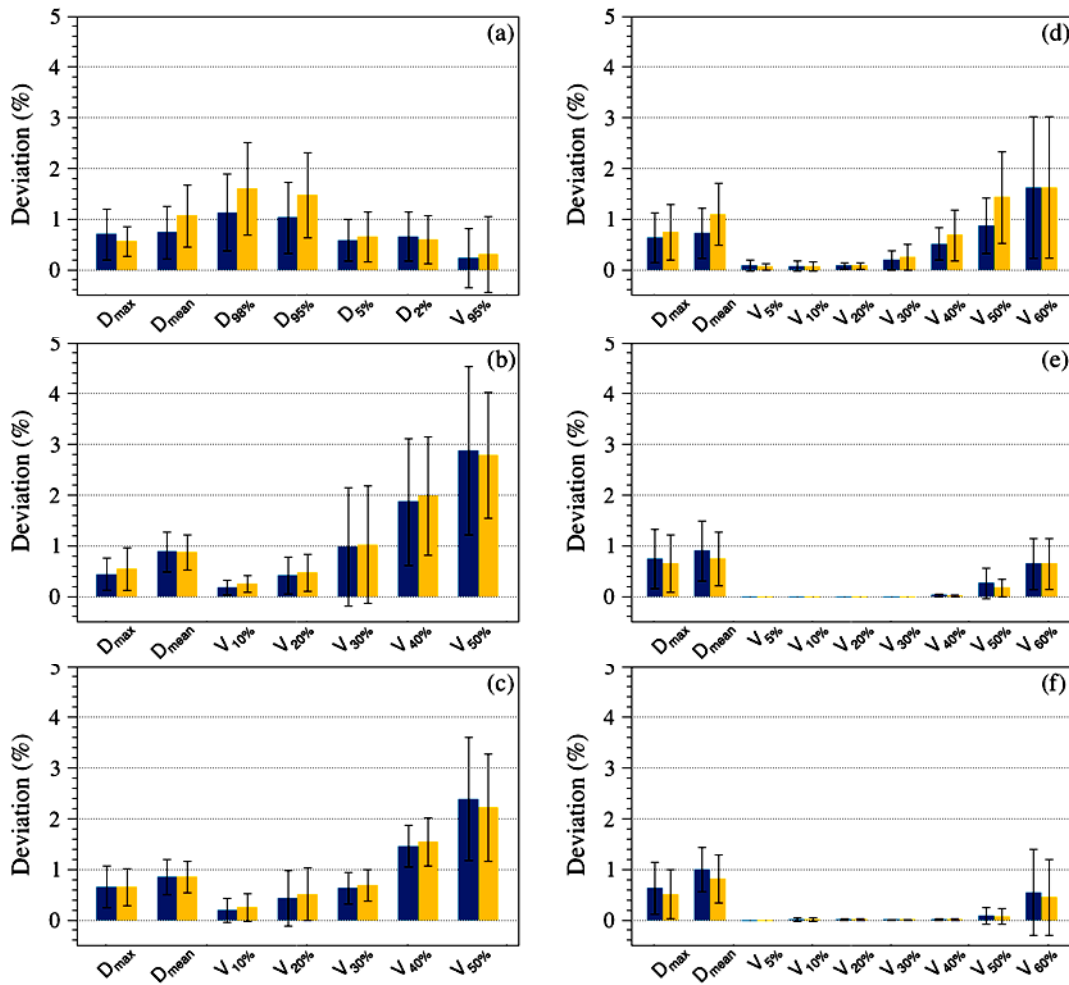 (a)
Deviation (%)
5
4
3
2
1
0
Dmax Dmean D98% D95% D5% D2% V95%
(d)
Deviation (%)
5
4
3
2
1
0
Dmax Dmean V5% V10% V20% V30% V40% V50% V60%
(b)
Deviation (%)
5
4
3
2
1
0
Dmax Dmean V10% V20% V30% V40% V50%
(e)
Deviation (%)
5
4
3
2
1
0
Dmax Dmean V5% V10% V20% V30% V40% V50% V60%
(c)
Deviation (%)
5
4
3
2
1
0
Dmax Dmean V10% V20% V30% V40% V50%
(f)
Deviation (%)
5
4
3
2
1
0
Dmax Dmean V5% V10% V20% V30% V40% V50% V60%